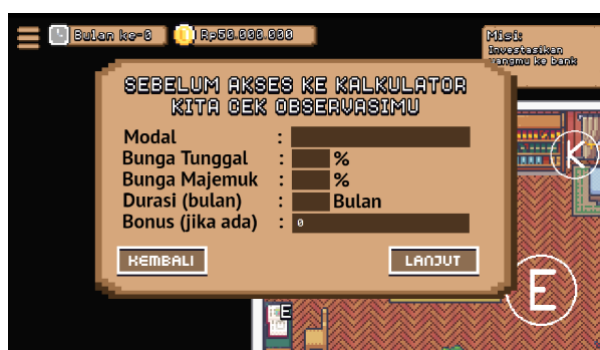 Bulan ke-0
Rp50.000.000
Misi:
Investasikan
uangmu ke bank
SEBELUM AKSES KE KALKULATOR
KITA CEK OBSERVASIMU
Modal :
Bunga Tunggal : %
Bunga Majemuk : %
Durasi (bulan) : Bulan
Bonus (jika ada) : 0
KEMBALI
LANJUT
K
E
E